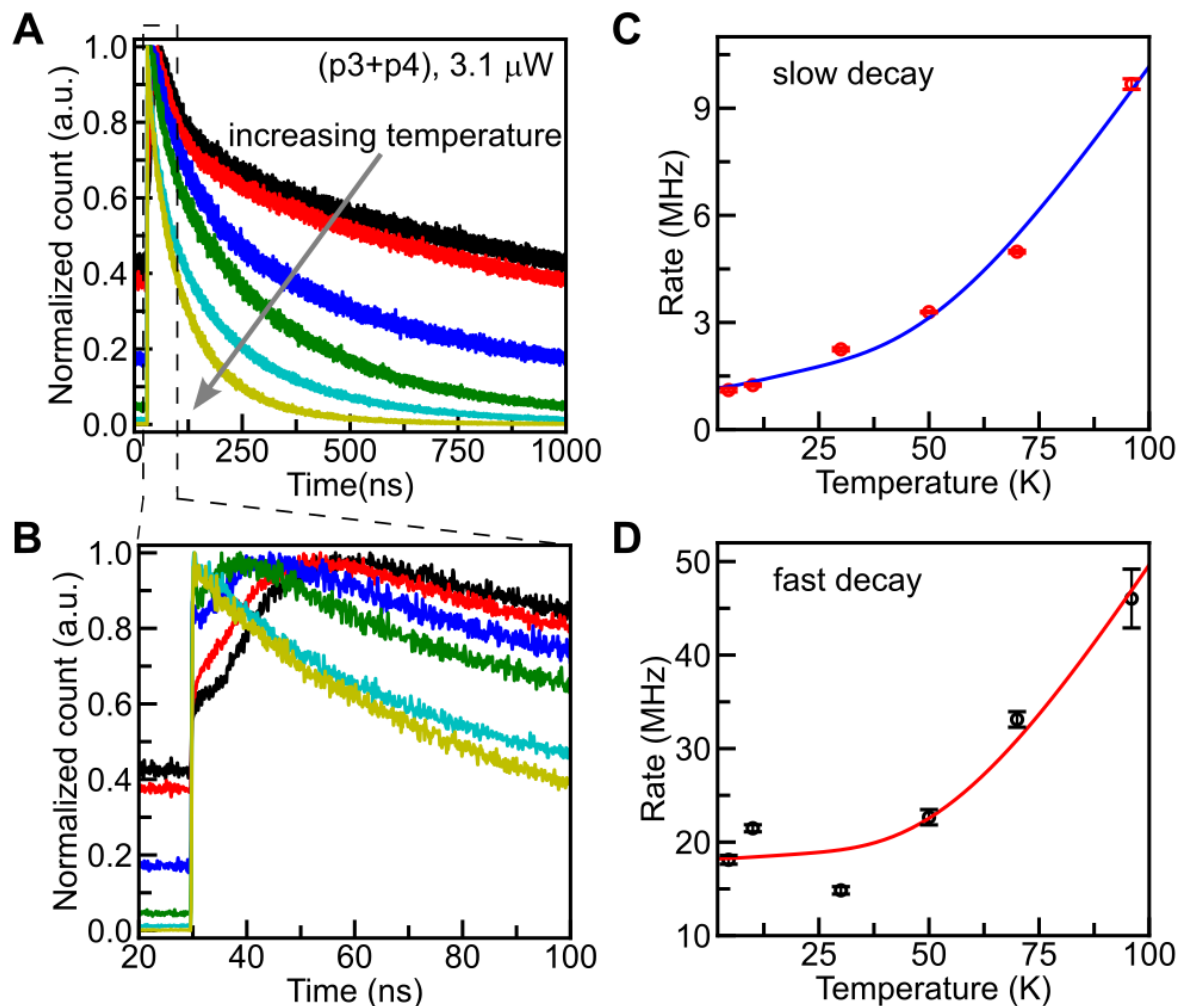 A
Normalized count (a.u.)
1.0
0.8
0.6
0.4
0.2
0.0
(p3+p4), 3.1 μW
increasing temperature
0 250 500 750 1000
Time(ns)
B
Normalized count (a.u.)
1.0
0.8
0.6
0.4
0.2
0.0
20 40 60 80 100
Time (ns)
C
slow decay
Rate (MHz)
9
6
3
0
25 50 75 100
Temperature (K)
D
fast decay
Rate (MHz)
50
40
30
20
10
25 50 75 100
Temperature (K)